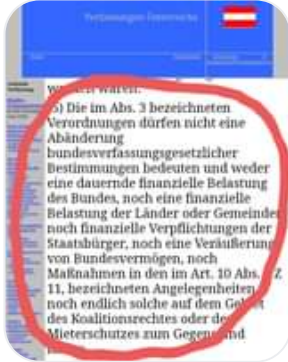 Verfassungen Österreichs
worden waren.
5) Die im Abs. 3 bezeichneten
Verordnungen dürfen nicht eine
Abänderung
bundesverfassungsgesetzlicher
Bestimmungen bedeuten und weder
eine dauernde finanzielle Belastung
des Bundes, noch eine finanzielle
Belastung der Länder oder Gemeinden
noch finanzielle Verpflichtungen der
Staatsbürger, noch eine Veräußerung
von Bundesvermögen, noch
Maßnahmen in den im Art. 10 Abs. Z
11, bezeichneten Angelegenheiten,
noch endlich solche auf dem Gebiet
des Koalitionsrechtes oder des
Mieterschutzes zum Gegenstand